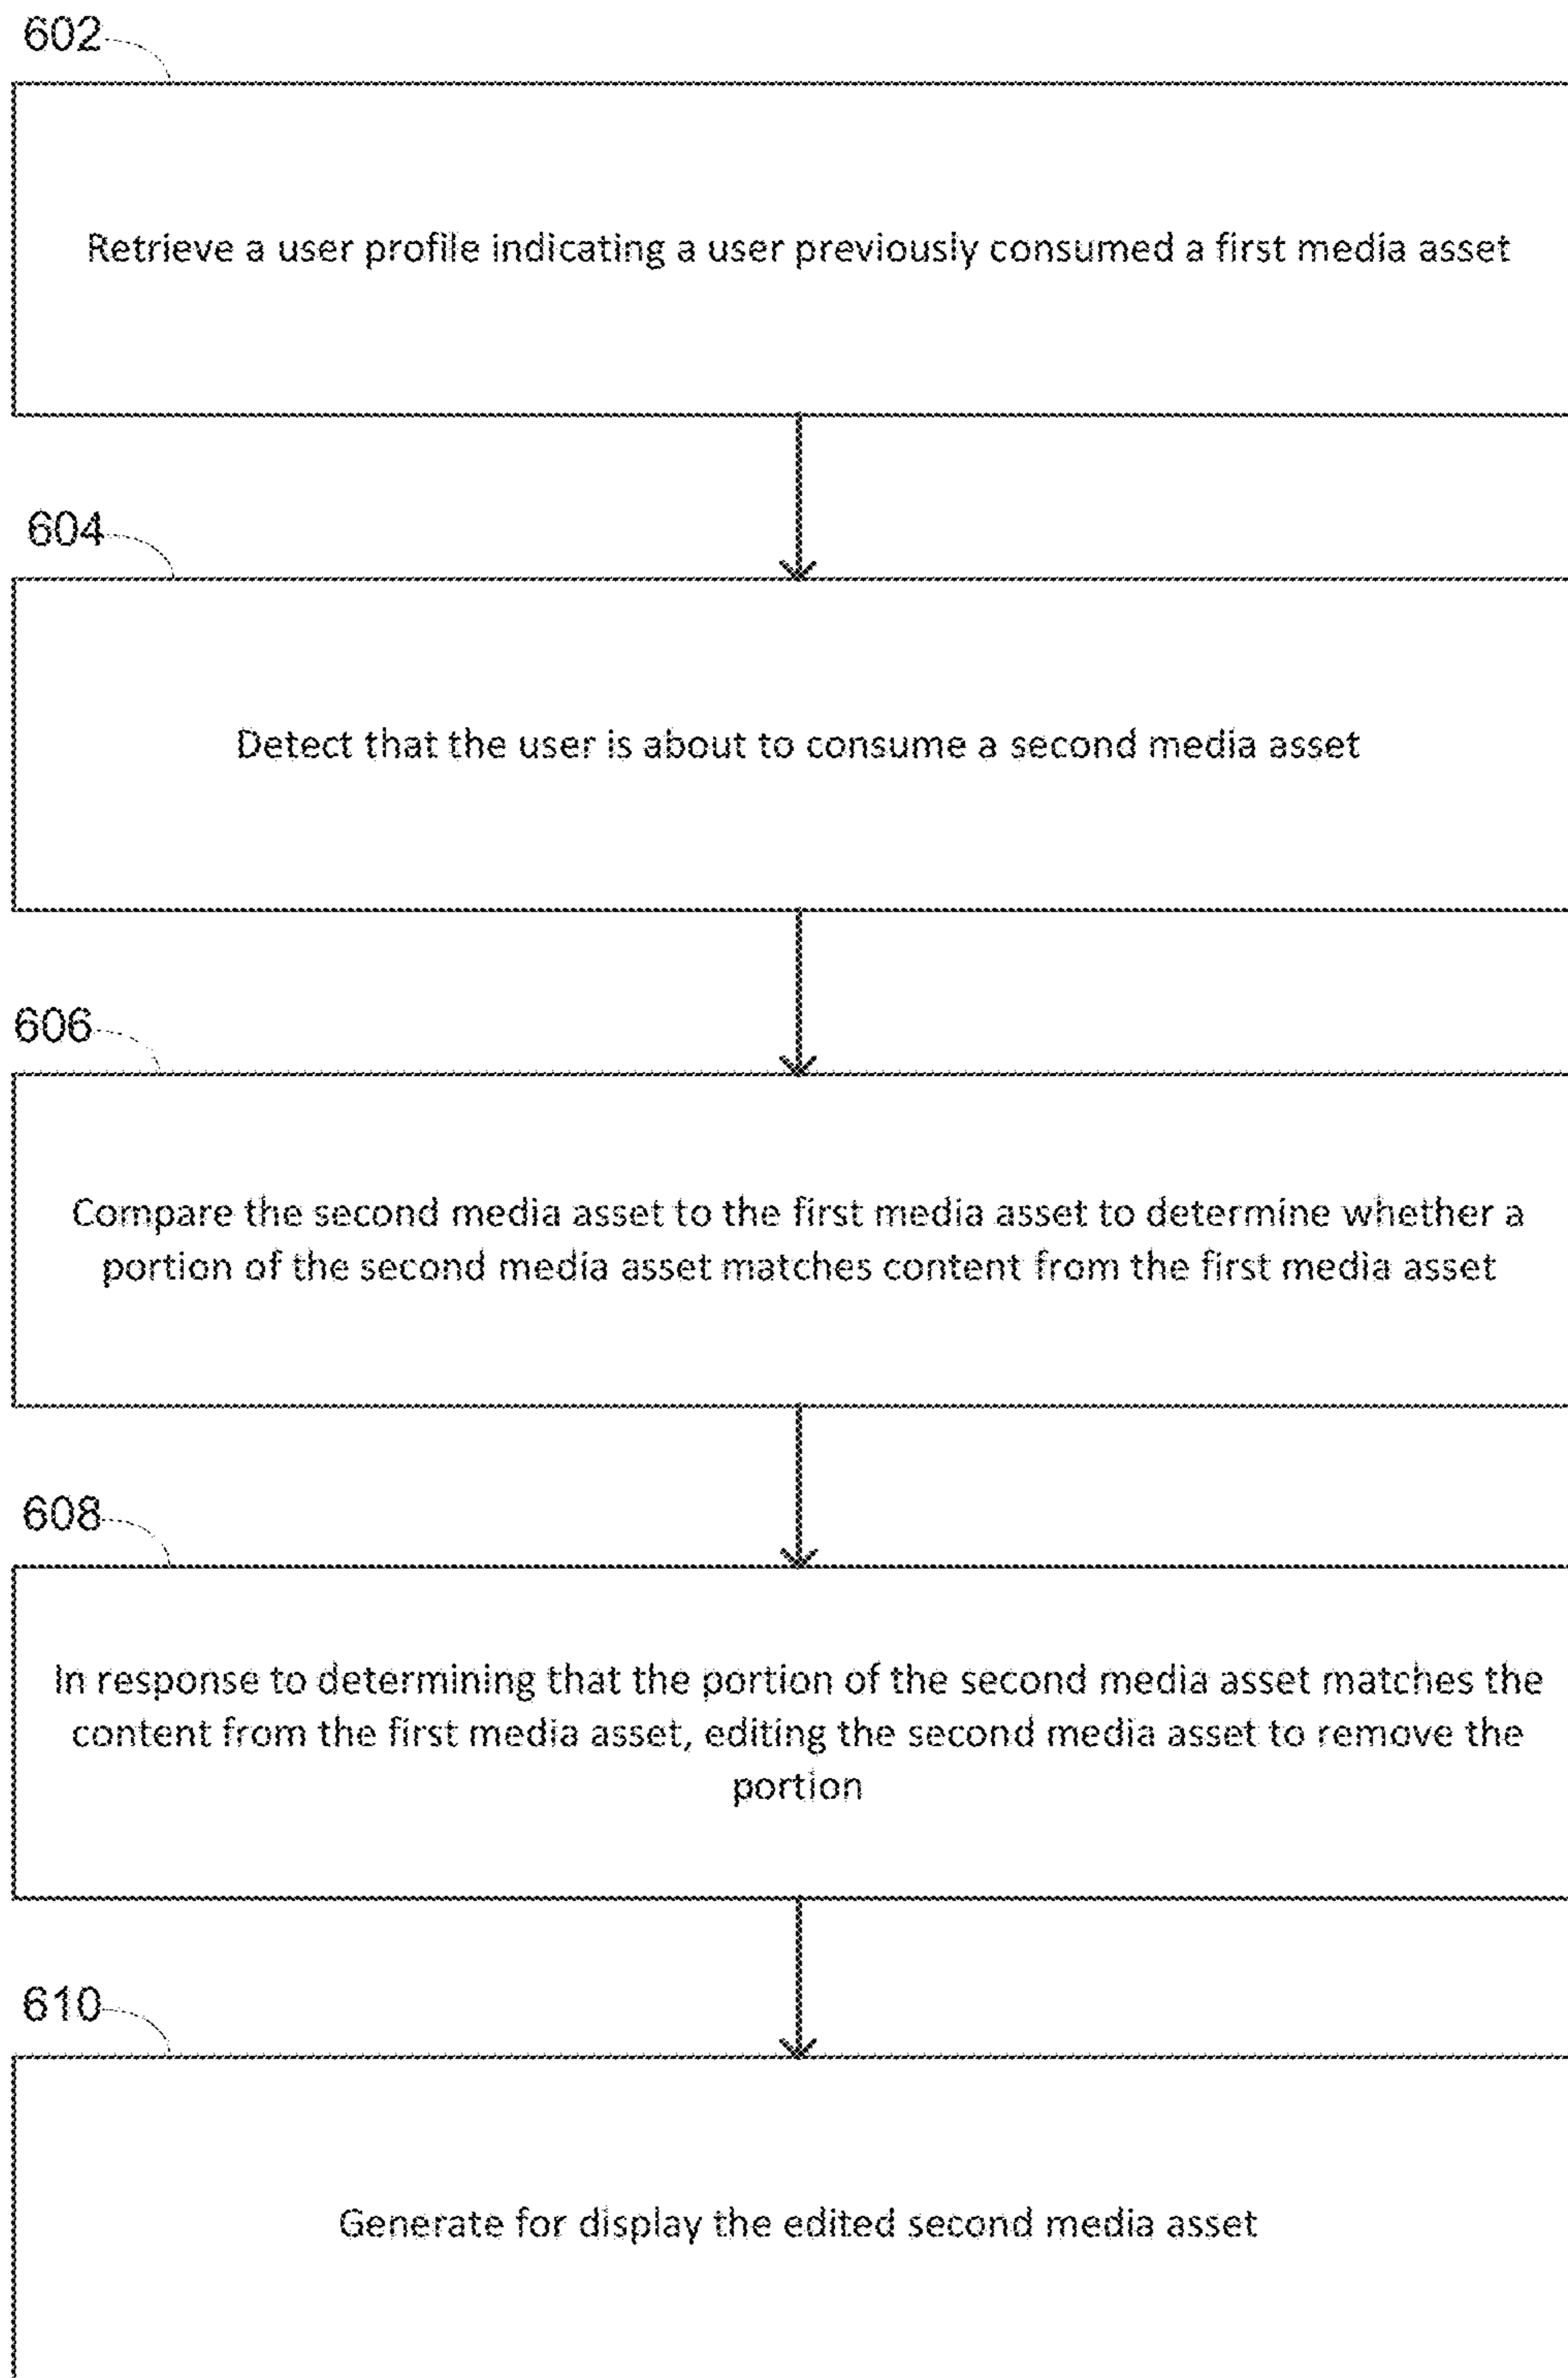 602
Retrieve a user profile indicating a user previously consumed a first media asset
604
Detect that the user is about to consume a second media asset
606
Compare the second media asset to the first media asset to determine whether a
portion of the second media asset matches content from the first media asset
608
In response to determining that the portion of the second media asset matches the
content from the first media asset, editing the second media asset to remove the
portion
610
Generate for display the edited second media asset